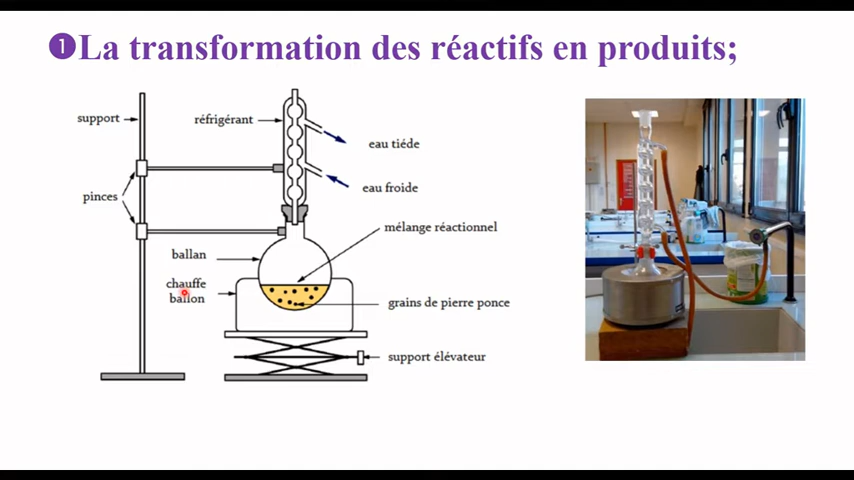 ❶La transformation des réactifs en produits;
support
réfrigérant
eau tiéde
eau froide
pinces
mélange réactionnel
ballan
chauffe
ballon
grains de pierre ponce
support élévateur